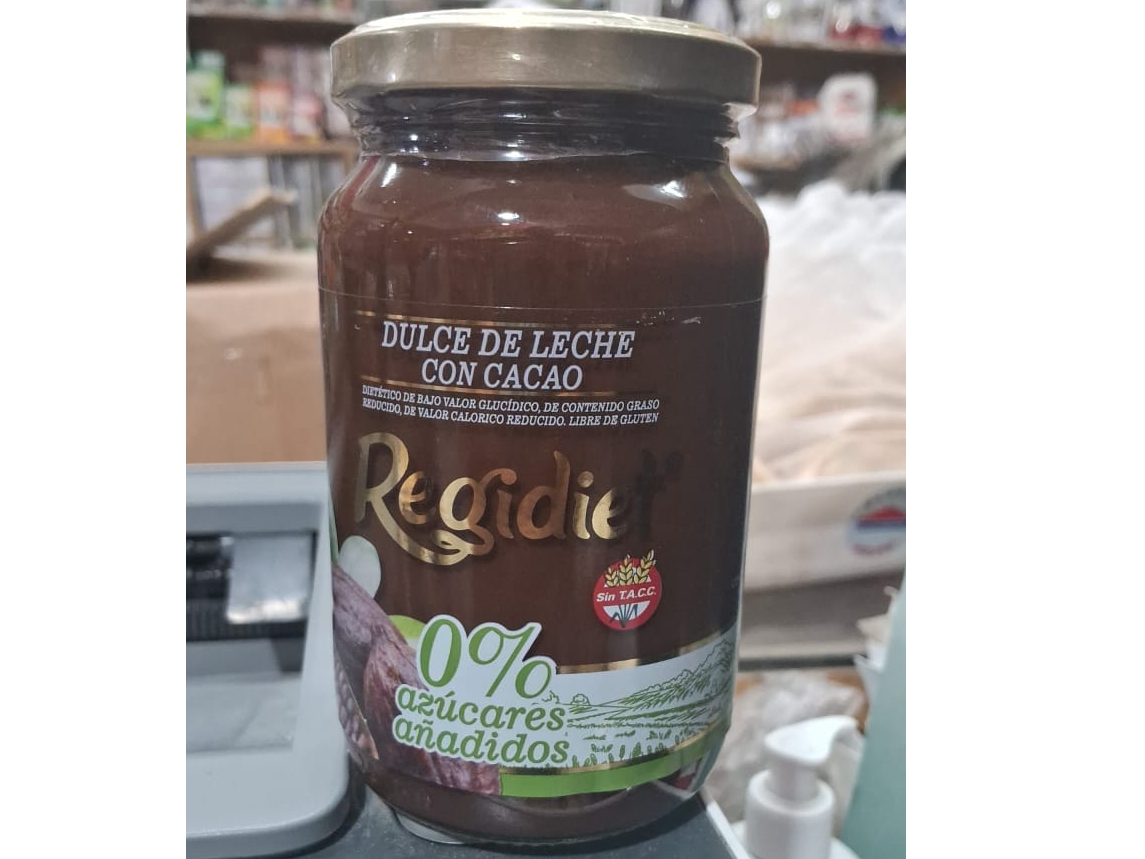 DULCE DE LECHE
CON CACAO
DIETÉTICO DE BAJO VALOR GLUCÍDICO, DE CONTENIDO GRASO
REDUCIDO, DE VALOR CALORICO REDUCIDO. LIBRE DE GLUTEN
Regidiet
Sin T.A.C.C.
0%
azúcares
añadidos